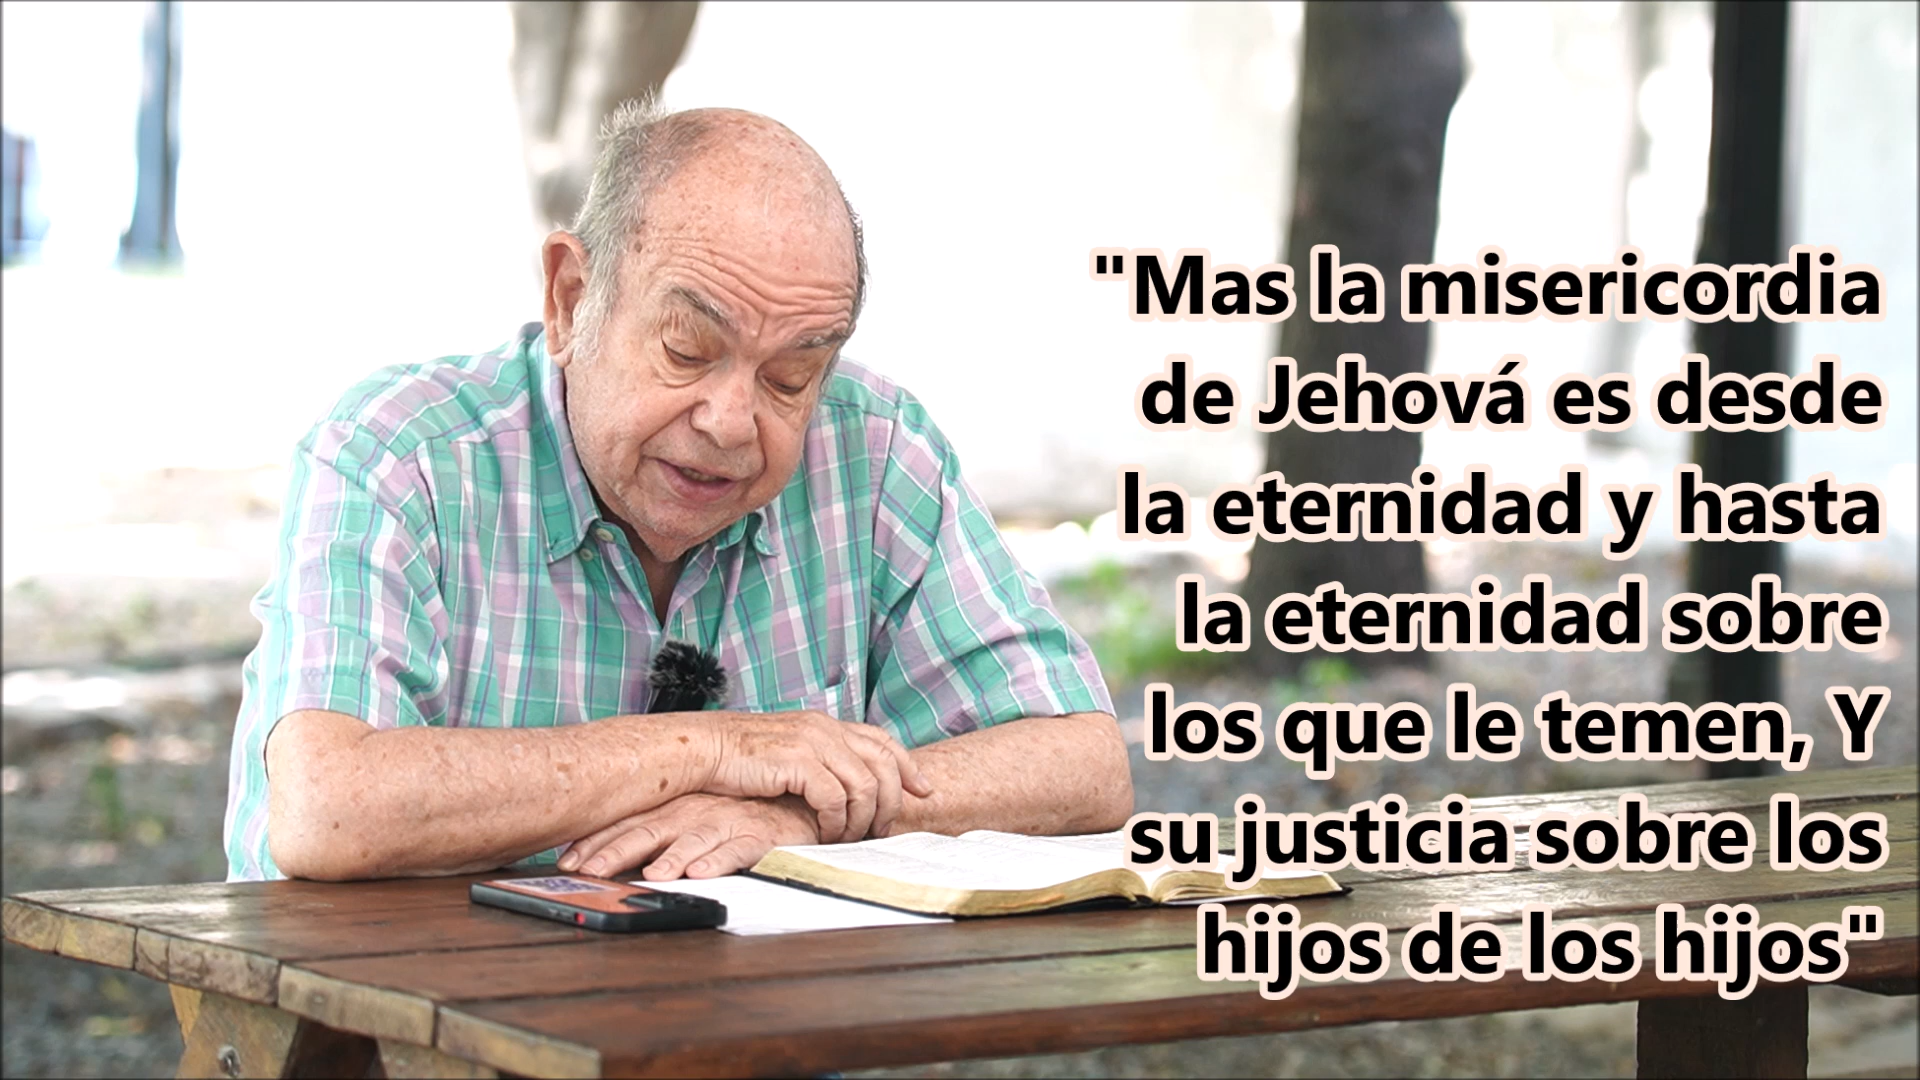 "Mas la misericordia
de Jehová es desde
la eternidad y hasta
la eternidad sobre
los que le temen, Y
su justicia sobre los
hijos de los hijos"